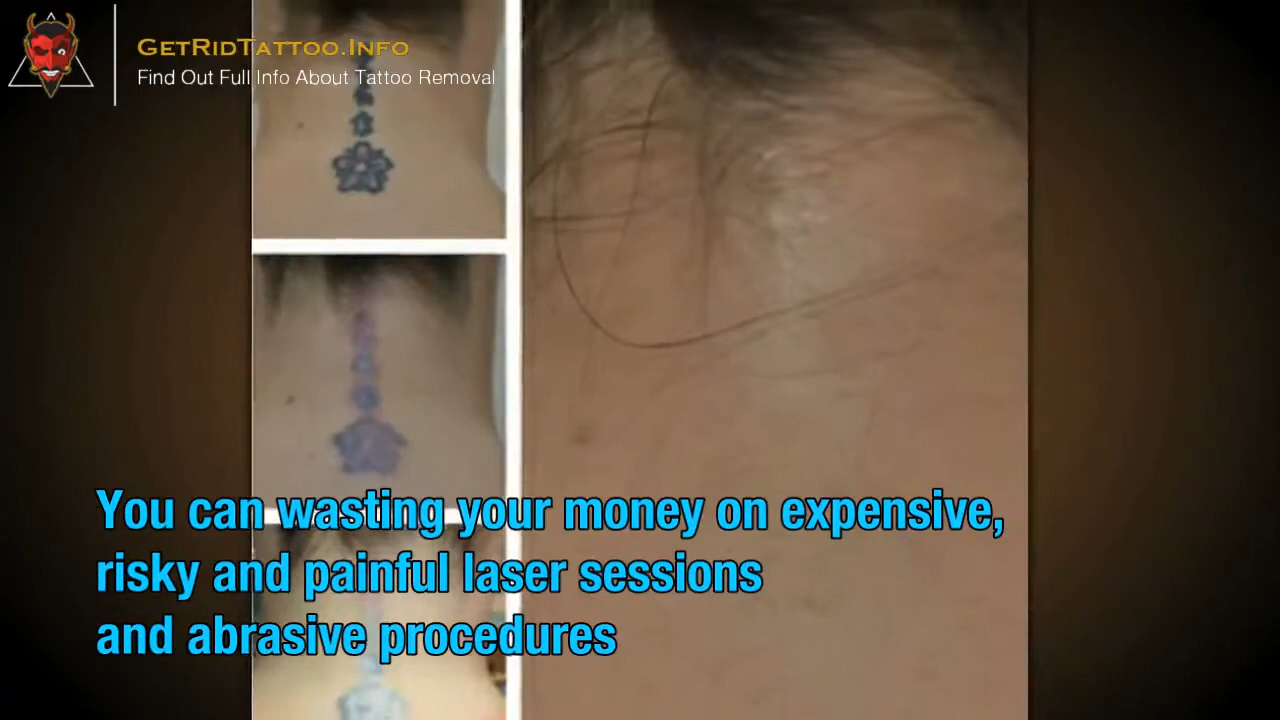 GetRidTattoo.Info
Find Out Full Info About Tattoo Removal
You can wasting your money on expensive,
risky and painful laser sessions
and abrasive procedures